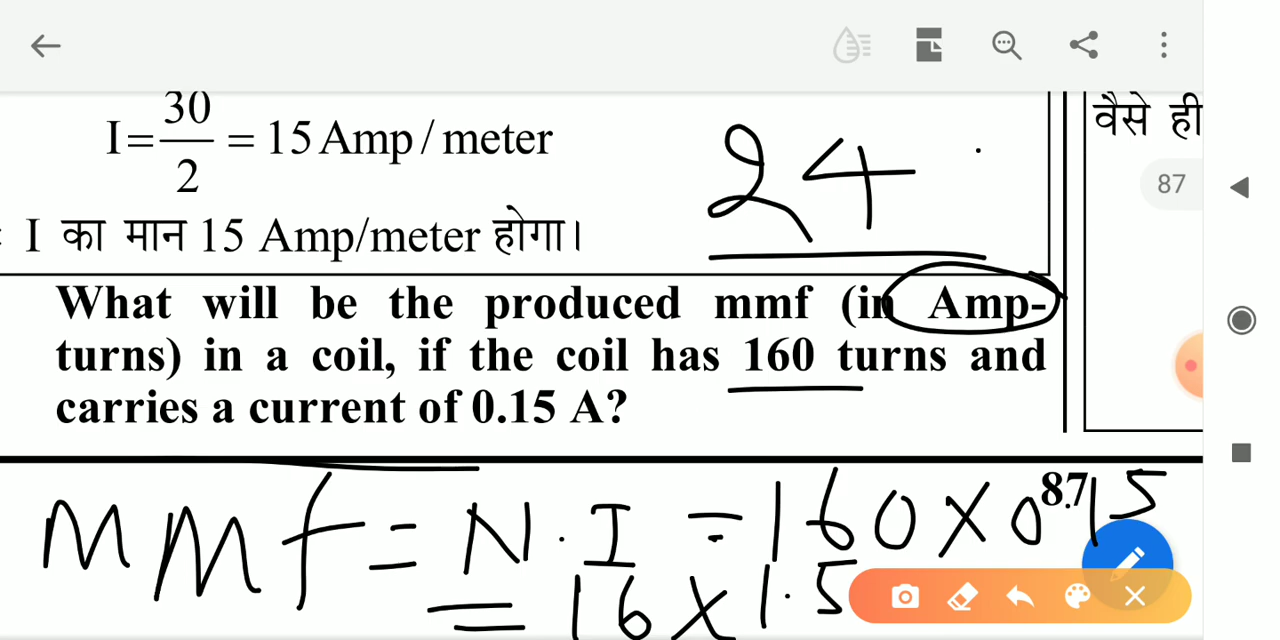 30
I=— = 15 Amp / meter
2
वैसे ही
24
87
I का मान 15 Amp/meter होगा।
What will be the produced mmf (in Amp-
turns) in a coil, if the coil has 160 turns and
carries a current of 0.15 A?
87
MMf = N.I = 160 X 0.15
= 16 X 1.5